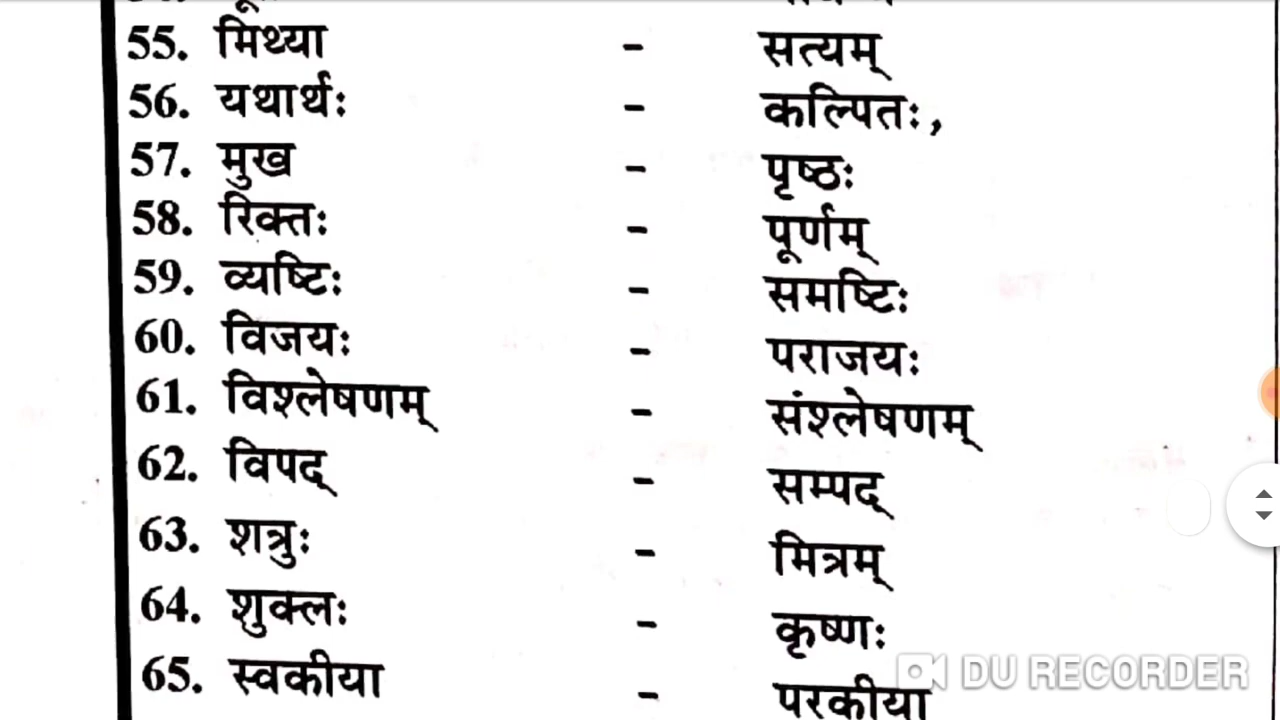 55. मिथ्या - सत्यम्
56. यथार्थः - कल्पितः,
57. मुख - पृष्ठः
58. रिक्तः - पूर्णम्
59. व्यष्टिः - समष्टिः
60. विजयः - पराजयः
61. विश्लेषणम् - संश्लेषणम्
62. विपद् - सम्पद्
63. शत्रुः - मित्रम्
64. शुक्लः - कृष्णः
65. स्वकीया - परकीया
DU RECORDER